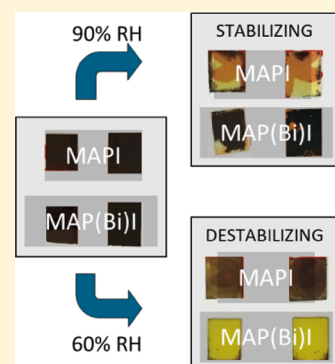 90% RH
MAPI
MAP(Bi)I
60% RH
STABILIZING
MAPI
MAP(Bi)I
DESTABILIZING
MAPI
MAP(Bi)I